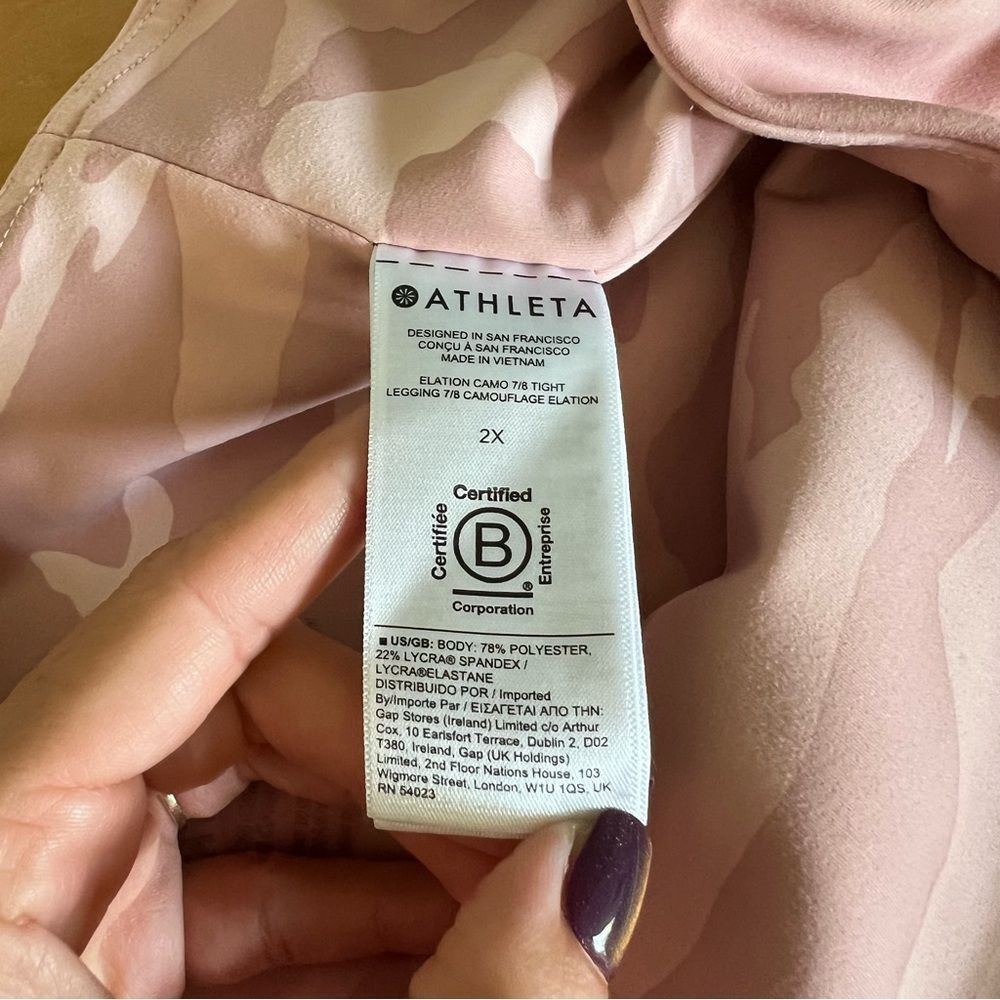 ATHLETA
DESIGNED IN SAN FRANCISCO
CONÇU À SAN FRANCISCO
MADE IN VIETNAM
ELATION CAMO 7/8 TIGHT
LEGGING 7/8 CAMOUFLAGE ELATION
2X
Certified
Certifiée
B
®
Entreprise
Corporation
■ US/GB: BODY: 78% POLYESTER,
22% LYCRA® SPANDEX /
LYCRA®ELASTANE
DISTRIBUIDO POR / Imported
By/Importe Par / ΕΙΣΑΓΕΤΑΙ ΑΠΟ ΤΗΝ:
Gap Stores (Ireland) Limited c/o Arthur
Cox, 10 Earlsfort Terrace, Dublin 2, D02
T380, Ireland, Gap (UK Holdings)
Limited, 2nd Floor Nations House, 103
Wigmore Street, London, W1U 1QS, UK
RN 54023